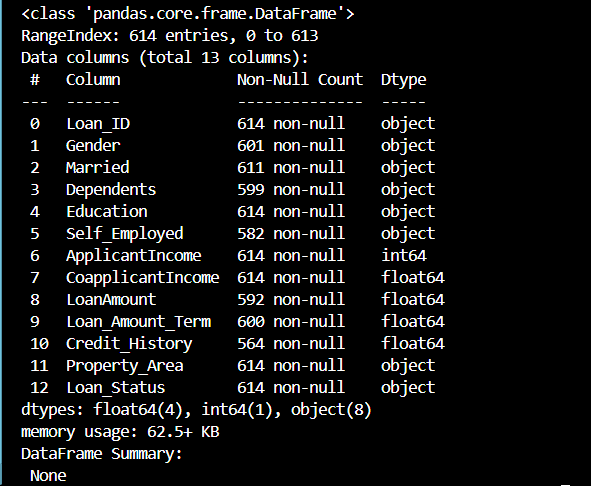 <class 'pandas.core.frame.DataFrame'>
RangeIndex: 614 entries, 0 to 613
Data columns (total 13 columns):
 #   Column             Non-Null Count  Dtype
---  ------             --------------  -----
 0   Loan_ID            614 non-null    object
 1   Gender             601 non-null    object
 2   Married            611 non-null    object
 3   Dependents         599 non-null    object
 4   Education          614 non-null    object
 5   Self_Employed      582 non-null    object
 6   ApplicantIncome    614 non-null    int64
 7   CoapplicantIncome  614 non-null    float64
 8   LoanAmount         592 non-null    float64
 9   Loan_Amount_Term   600 non-null    float64
 10  Credit_History     564 non-null    float64
 11  Property_Area      614 non-null    object
 12  Loan_Status        614 non-null    object
dtypes: float64(4), int64(1), object(8)
memory usage: 62.5+ KB
DataFrame Summary:
 None